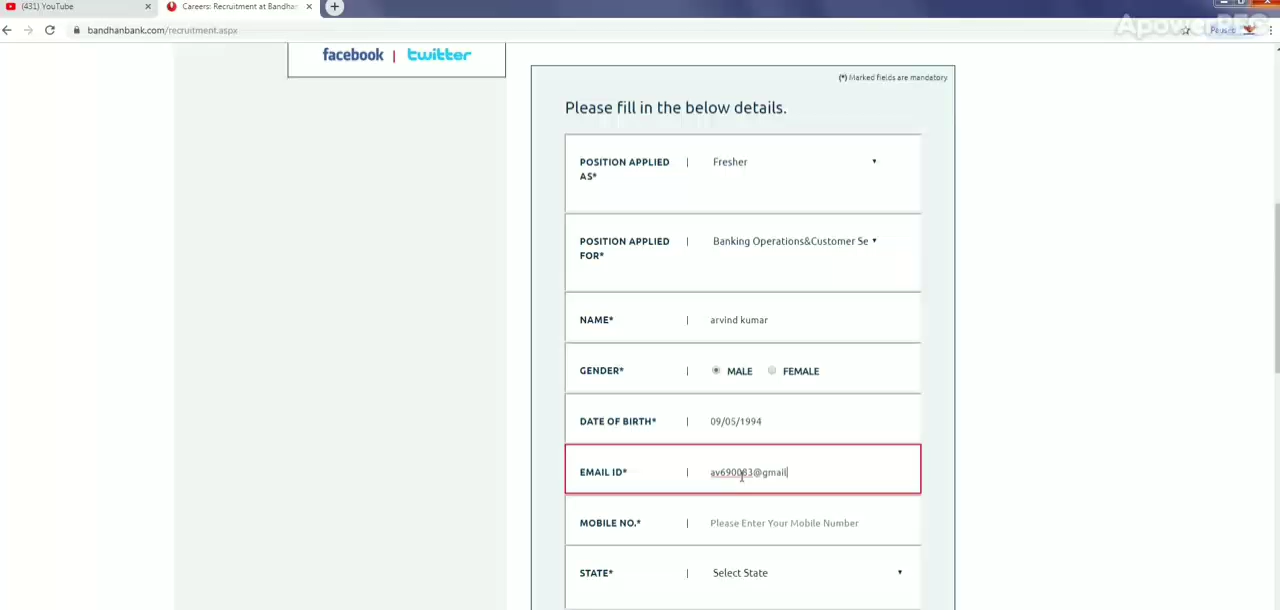 (431) YouTube
Careers: Recruitment at Bandhan
bandhanbank.com/recruitment.aspx
Paused
facebook | twitter
(*) Marked fields are mandatory
Please fill in the below details.
POSITION APPLIED AS* | Fresher
POSITION APPLIED FOR* | Banking Operations&Customer Se
NAME* | arvind kumar
GENDER* | MALE FEMALE
DATE OF BIRTH* | 09/05/1994
EMAIL ID* | av690083@gmail
MOBILE NO.* | Please Enter Your Mobile Number
STATE* | Select State